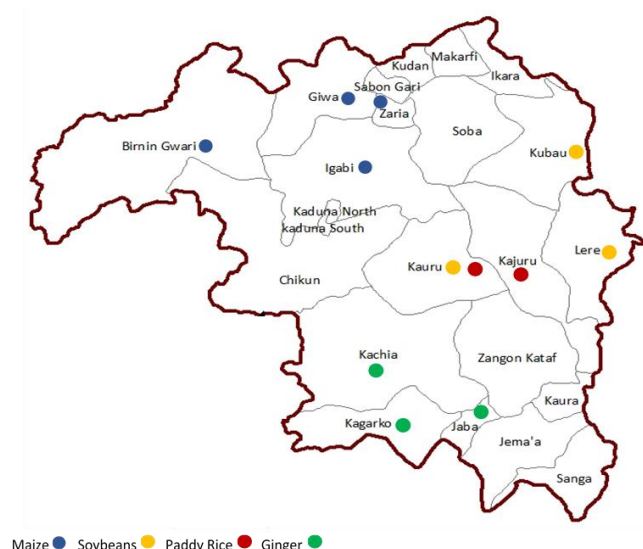 Kudan
Makarfi
Ikara
Sabon Gari
Giwa
Zaria
Soba
Birnin Gwari
Kubau
Igabi
Kaduna North
kaduna South
Lere
Kauru
Kajuru
Chikun
Kachia
Zangon Kataf
Kaura
Kagarko
Jaba
Jema'a
Sanga
Maize Soybeans Paddy Rice Ginger